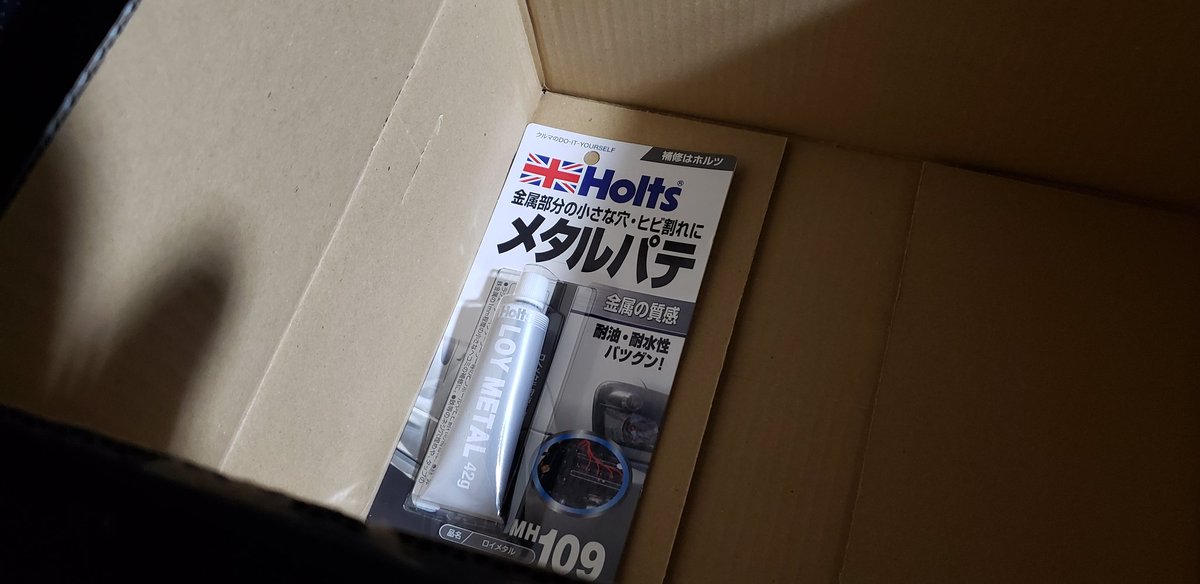 クルマのDO-IT-YOURSELF
補修はホルツ
Holts®
金属部分の小さな穴・ヒビ割れに
メタルパテ
金属の質感
耐油・耐水性
バツグン!
Holts
LOY METAL 42g
品名 ロイメタル
MH 109